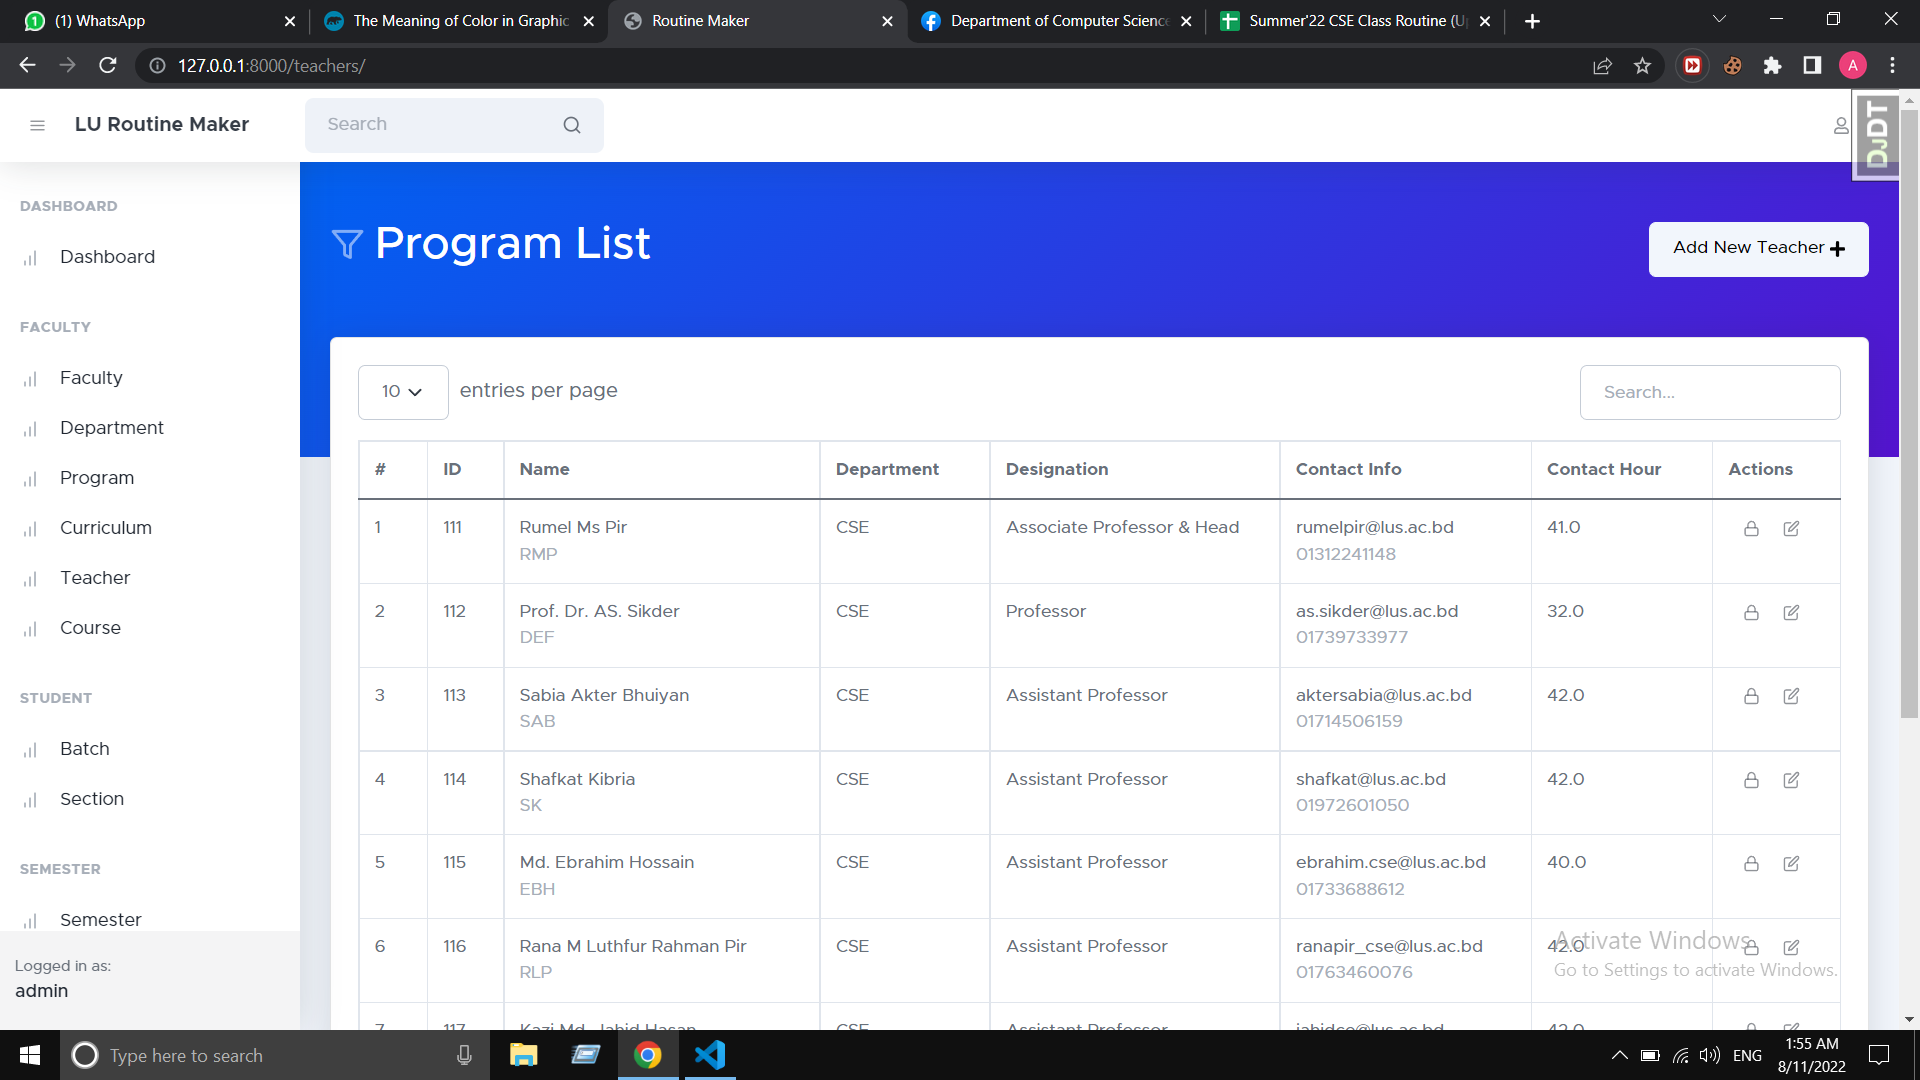 (1) WhatsApp
The Meaning of Color in Graphic
Routine Maker
Department of Computer Science
Summer'22 CSE Class Routine (Up
127.0.0.1:8000/teachers/
A
LU Routine Maker
Search
DJDT
DASHBOARD
Dashboard
FACULTY
Faculty
Department
Program
Curriculum
Teacher
Course
STUDENT
Batch
Section
SEMESTER
Semester
Logged in as:
admin
Program List
Add New Teacher +
10 entries per page
Search...
# ID Name Department Designation Contact Info Contact Hour Actions
1 111 Rumel Ms Pir CSE Associate Professor & Head rumelpir@lus.ac.bd 41.0
RMP 01312241148
2 112 Prof. Dr. AS. Sikder CSE Professor as.sikder@lus.ac.bd 32.0
DEF 01739733977
3 113 Sabia Akter Bhuiyan CSE Assistant Professor aktersabia@lus.ac.bd 42.0
SAB 01714506159
4 114 Shafkat Kibria CSE Assistant Professor shafkat@lus.ac.bd 42.0
SK 01972601050
5 115 Md. Ebrahim Hossain CSE Assistant Professor ebrahim.cse@lus.ac.bd 40.0
EBH 01733688612
6 116 Rana M Luthfur Rahman Pir CSE Assistant Professor ranapir_cse@lus.ac.bd 42.0
RLP 01763460076
7 117 Kazi Md. Jahid Hasan CSE Assistant Professor jahidce@lus.ac.bd 42.0
Activate Windows
Go to Settings to activate Windows.
Type here to search
ENG
1:55 AM
8/11/2022